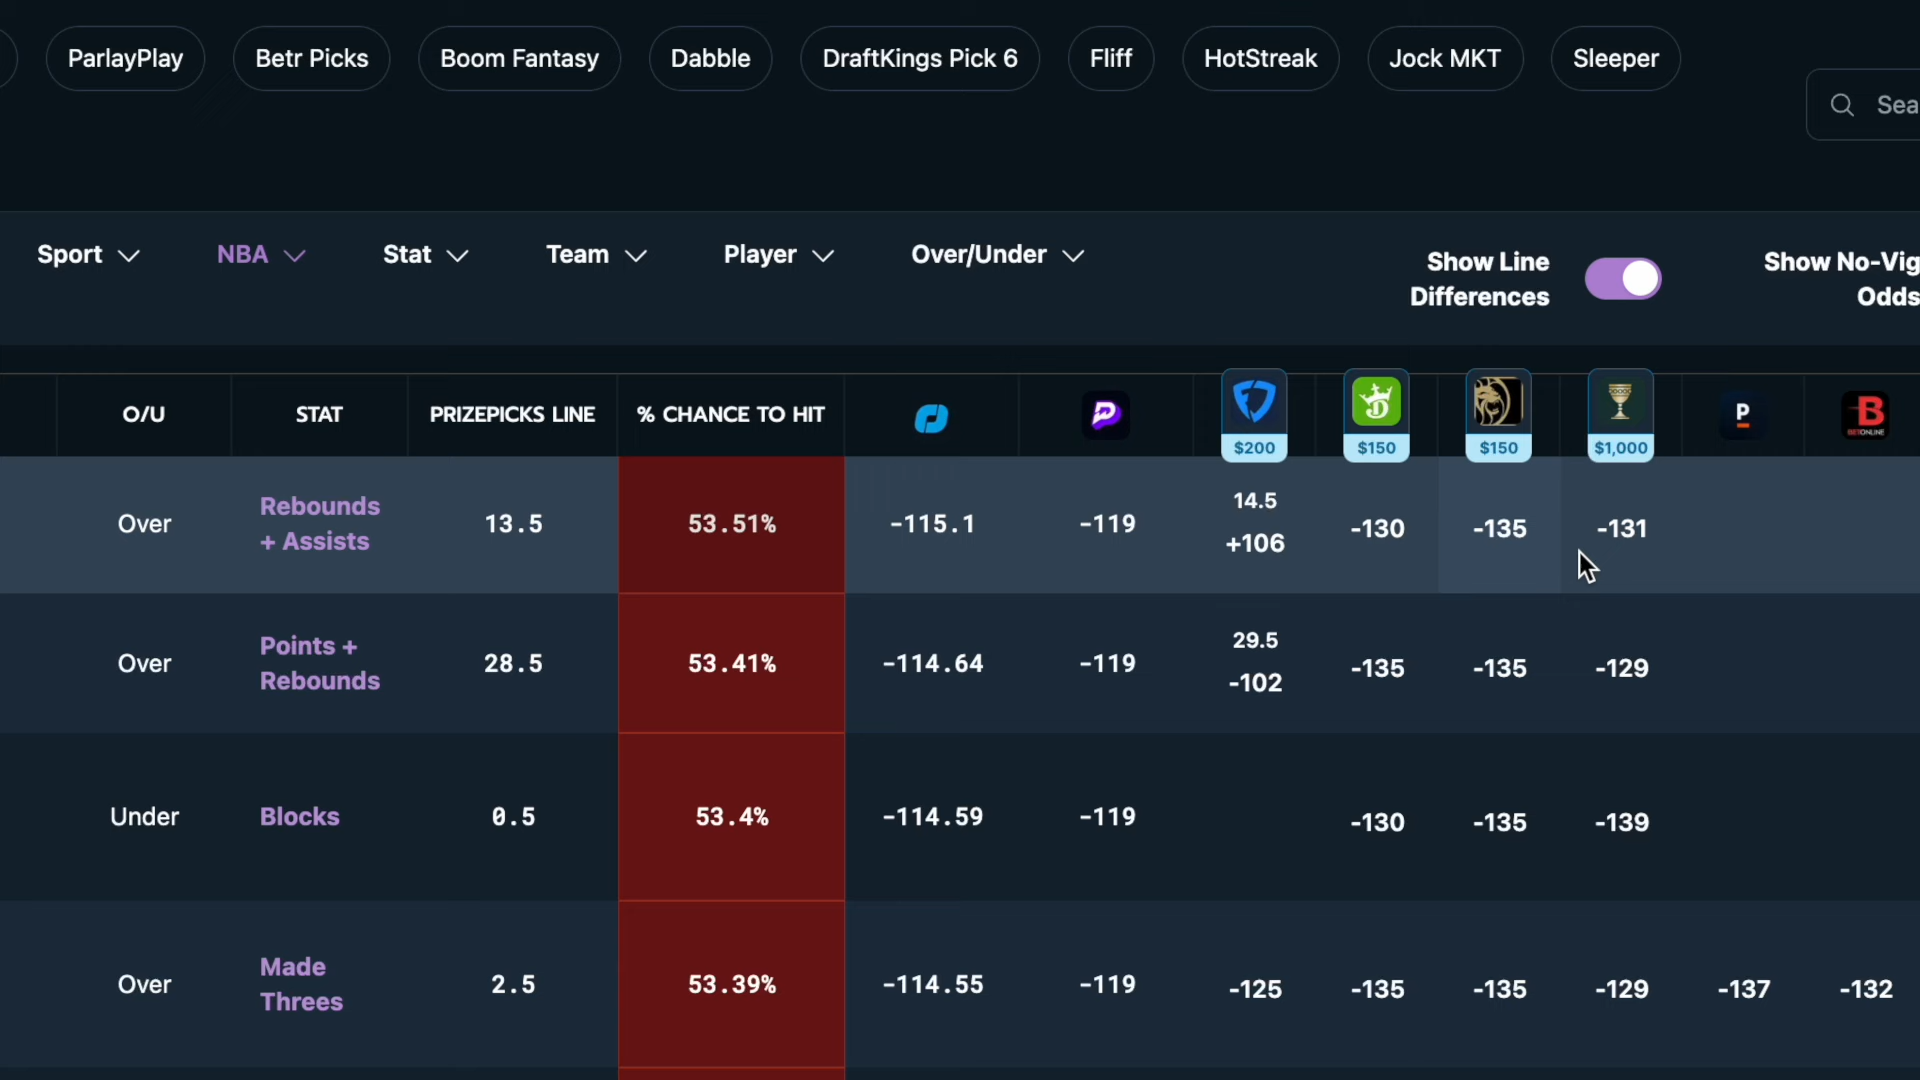 ParlayPlay Betr Picks Boom Fantasy Dabble DraftKings Pick 6 Fliff HotStreak Jock MKT Sleeper
Sea
Sport NBA Stat Team Player Over/Under
Show Line
Differences
Show No-Vig
Odds
O/U STAT PRIZEPICKS LINE % CHANCE TO HIT
$200 $150 $150 $1,000
P
B
BETONLINE
Over
Rebounds
+ Assists
13.5 53.51% -115.1 -119
14.5
+106
-130 -135 -131
Over
Points +
Rebounds
28.5 53.41% -114.64 -119
29.5
-102
-135 -135 -129
Under Blocks 0.5 53.4% -114.59 -119 -130 -135 -139
Over
Made
Threes
2.5 53.39% -114.55 -119 -125 -135 -135 -129 -137 -132